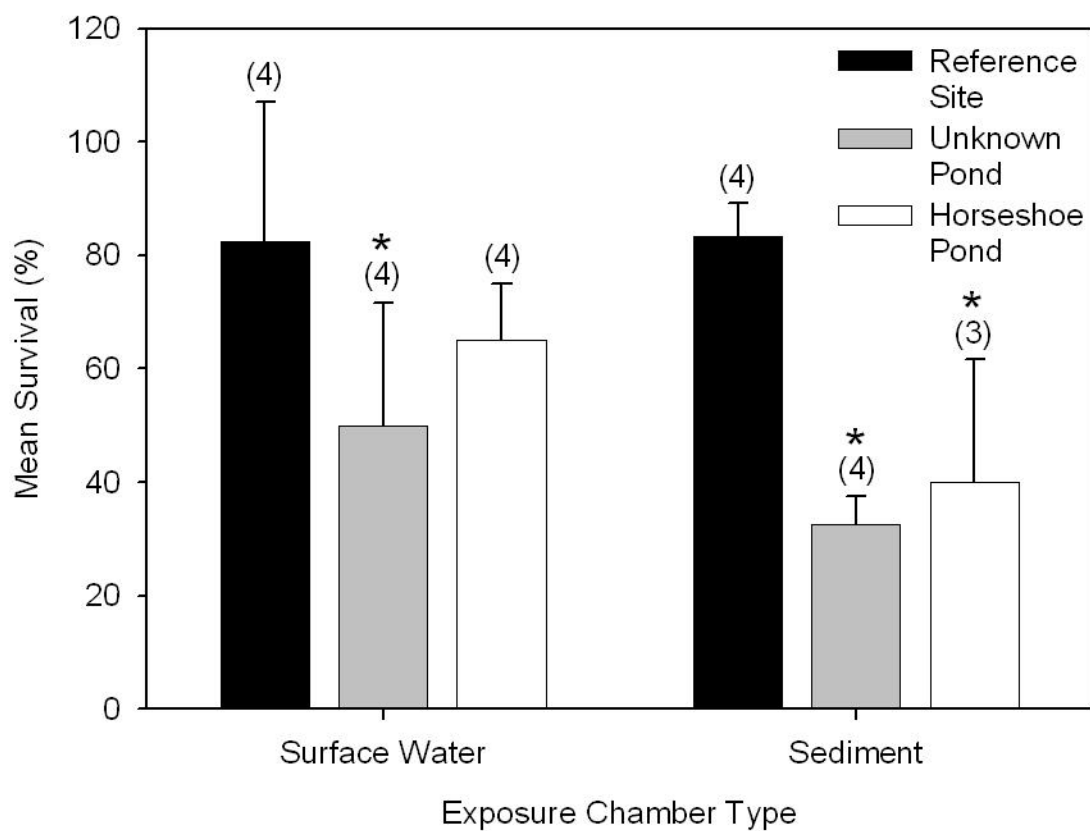 120
100
80
60
40
20
0
Mean Survival (%)
(4)
*
(4)
(4)
(4)
*
(4)
*
(3)
Reference
Site
Unknown
Pond
Horseshoe
Pond
Surface Water
Sediment
Exposure Chamber Type